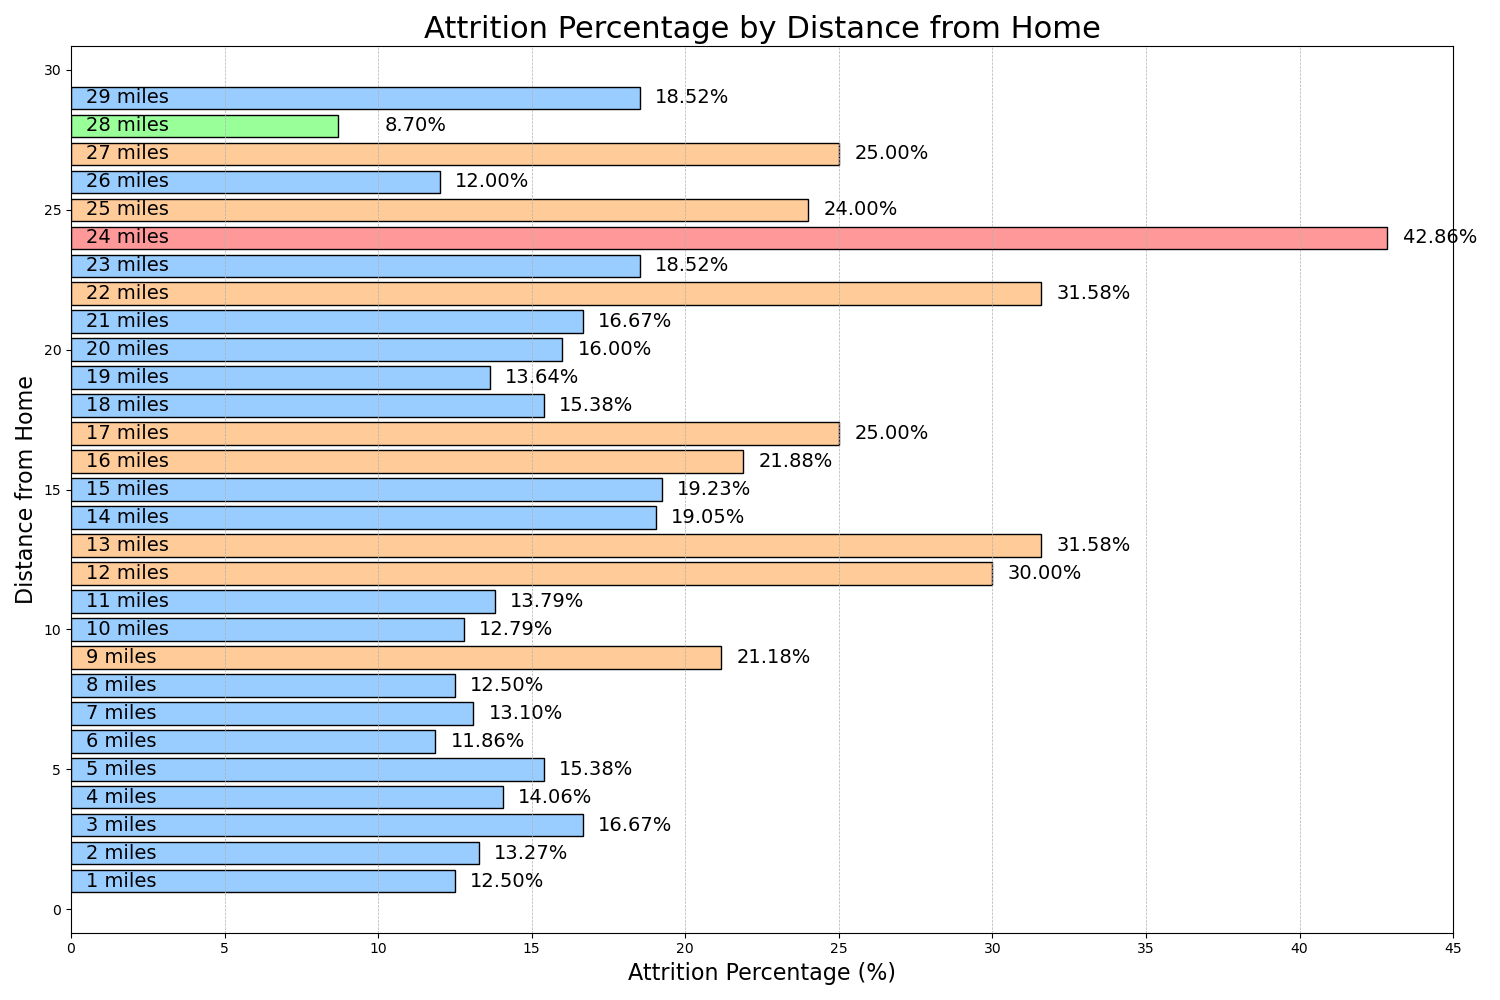 Attrition Percentage by Distance from Home
30
29 miles 18.52%
28 miles 8.70%
27 miles 25.00%
26 miles 12.00%
25
25 miles 24.00%
24 miles 42.86%
23 miles 18.52%
22 miles 31.58%
21 miles 16.67%
20
20 miles 16.00%
19 miles 13.64%
18 miles 15.38%
17 miles 25.00%
16 miles 21.88%
15
15 miles 19.23%
14 miles 19.05%
13 miles 31.58%
12 miles 30.00%
11 miles 13.79%
10
10 miles 12.79%
9 miles 21.18%
8 miles 12.50%
7 miles 13.10%
6 miles 11.86%
5
5 miles 15.38%
4 miles 14.06%
3 miles 16.67%
2 miles 13.27%
1 miles 12.50%
0
Distance from Home
0 5 10 15 20 25 30 35 40 45
Attrition Percentage (%)